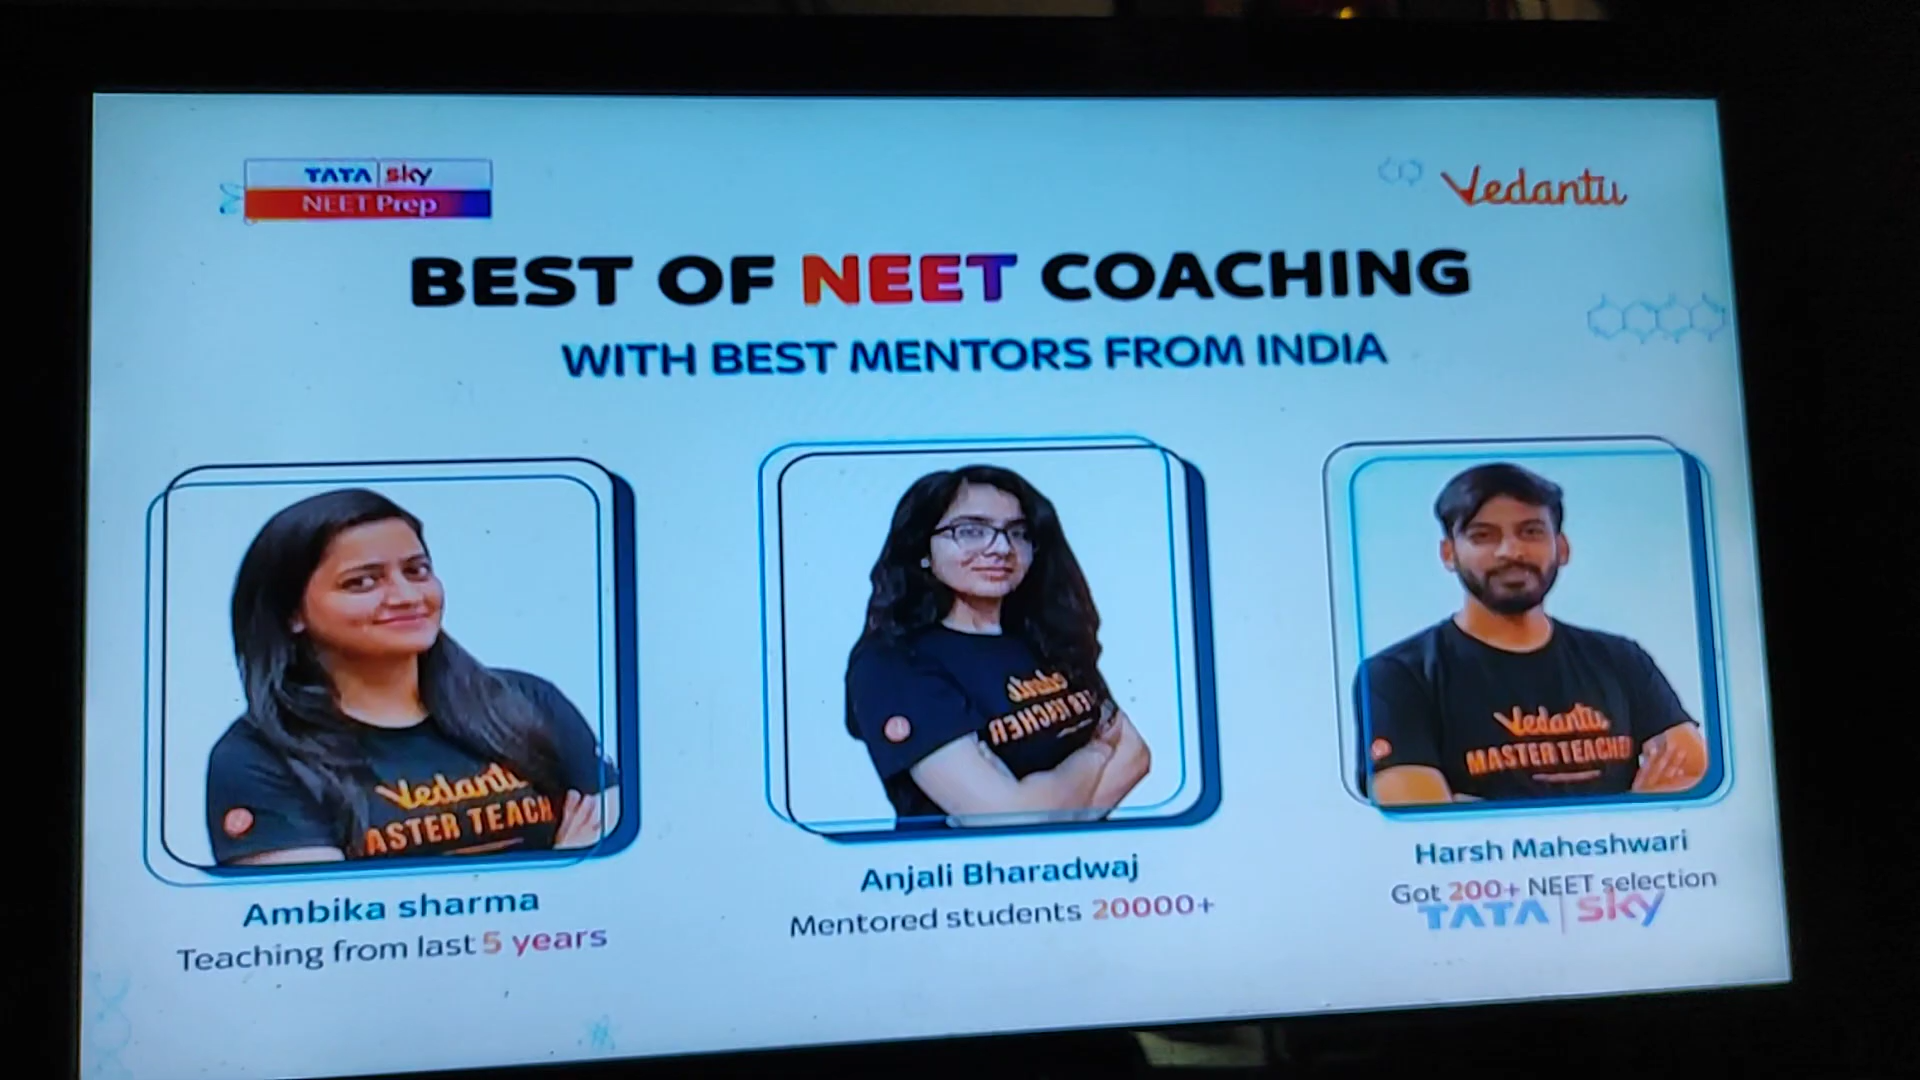 TATA sky
NEET Prep
Vedantu
BEST OF NEET COACHING
WITH BEST MENTORS FROM INDIA
Vedantu
ASTER TEACH
Vedantu
MASTER TEACHE
Ambika sharma
Teaching from last 5 years
Anjali Bharadwaj
Mentored students 20000+
Harsh Maheshwari
Got 200+ NEET selection
TATA sky